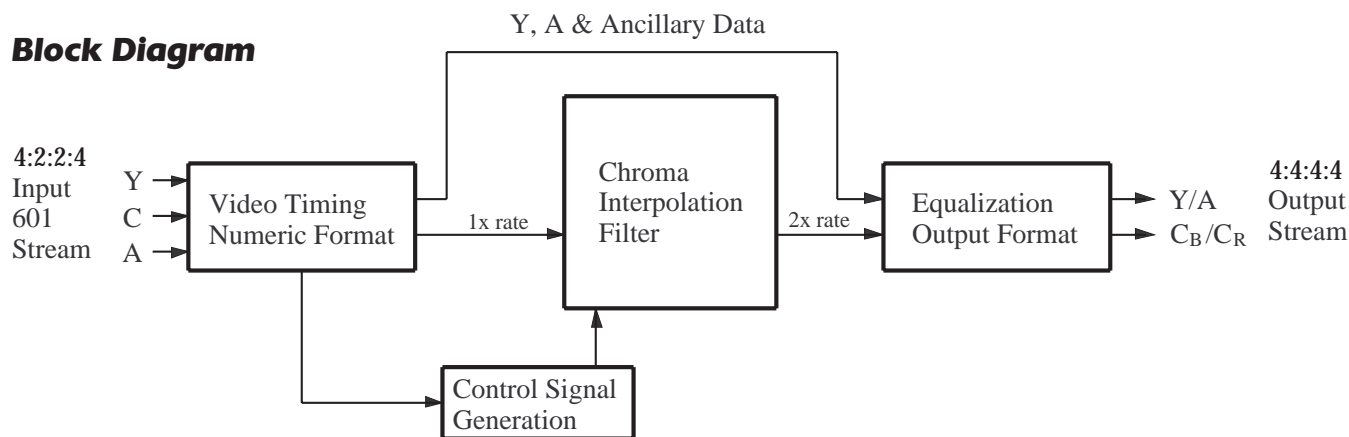 Block Diagram
Y, A & Ancillary Data
4:2:2:4
Input
601
Stream
Y
C
A
Video Timing
Numeric Format
1x rate
Chroma
Interpolation
Filter
2x rate
Equalization
Output Format
Y/A
CB/CR
4:4:4:4
Output
Stream
Control Signal
Generation